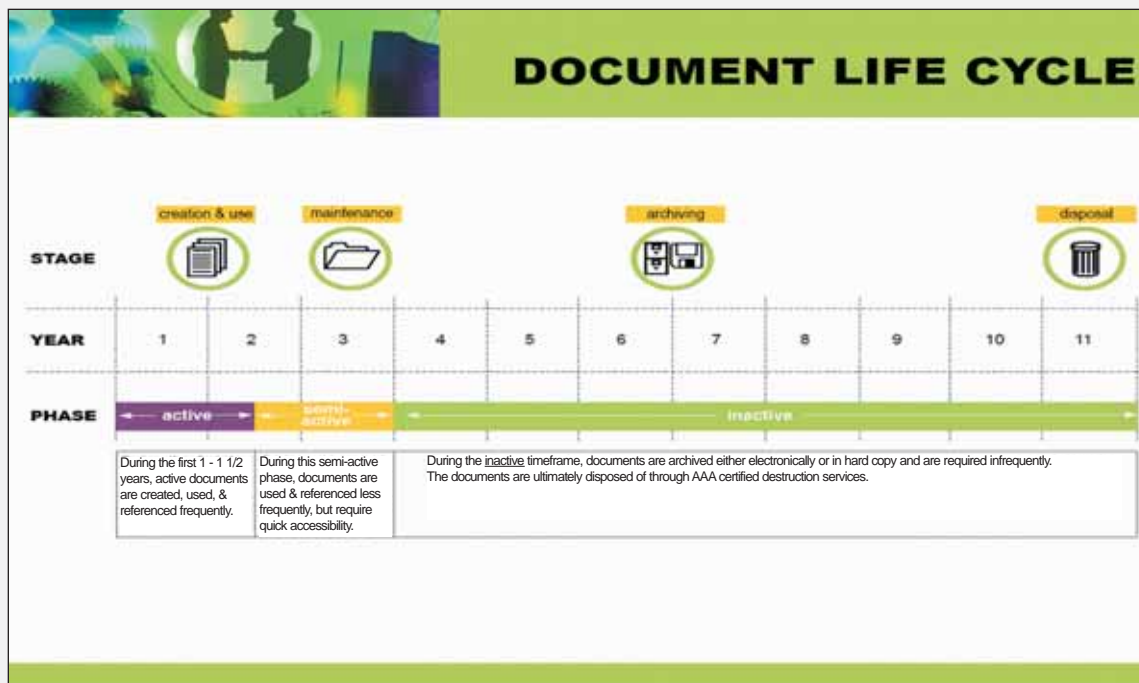 DOCUMENT LIFE CYCLE
creation & use
maintenance
archiving
disposal
STAGE
YEAR 1 2 3 4 5 6 7 8 9 10 11
PHASE active semi-active inactive
During the first 1 - 1 1/2
years, active documents
are created, used, &
referenced frequently.
During this semi-active
phase, documents are
used & referenced less
frequently, but require
quick accessibility.
During the inactive timeframe, documents are archived either electronically or in hard copy and are required infrequently.
The documents are ultimately disposed of through AAA certified destruction services.